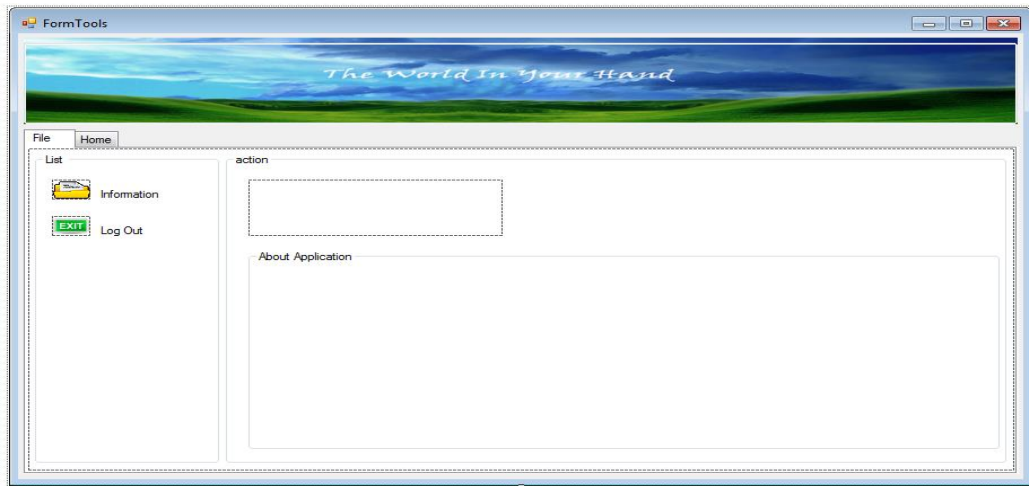 FormTools
The World In Your Hand
File Home
List
action
Information
EXIT
Log Out
About Application